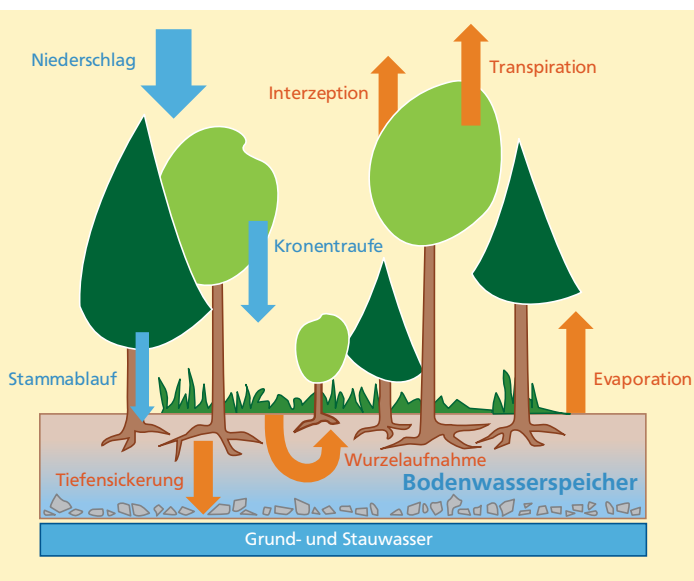 Niederschlag
Transpiration
Interzeption
Kronentraufe
Stammablauf
Evaporation
Wurzelaufnahme
Tiefensickerung
Bodenwasserspeicher
Grund- und Stauwasser